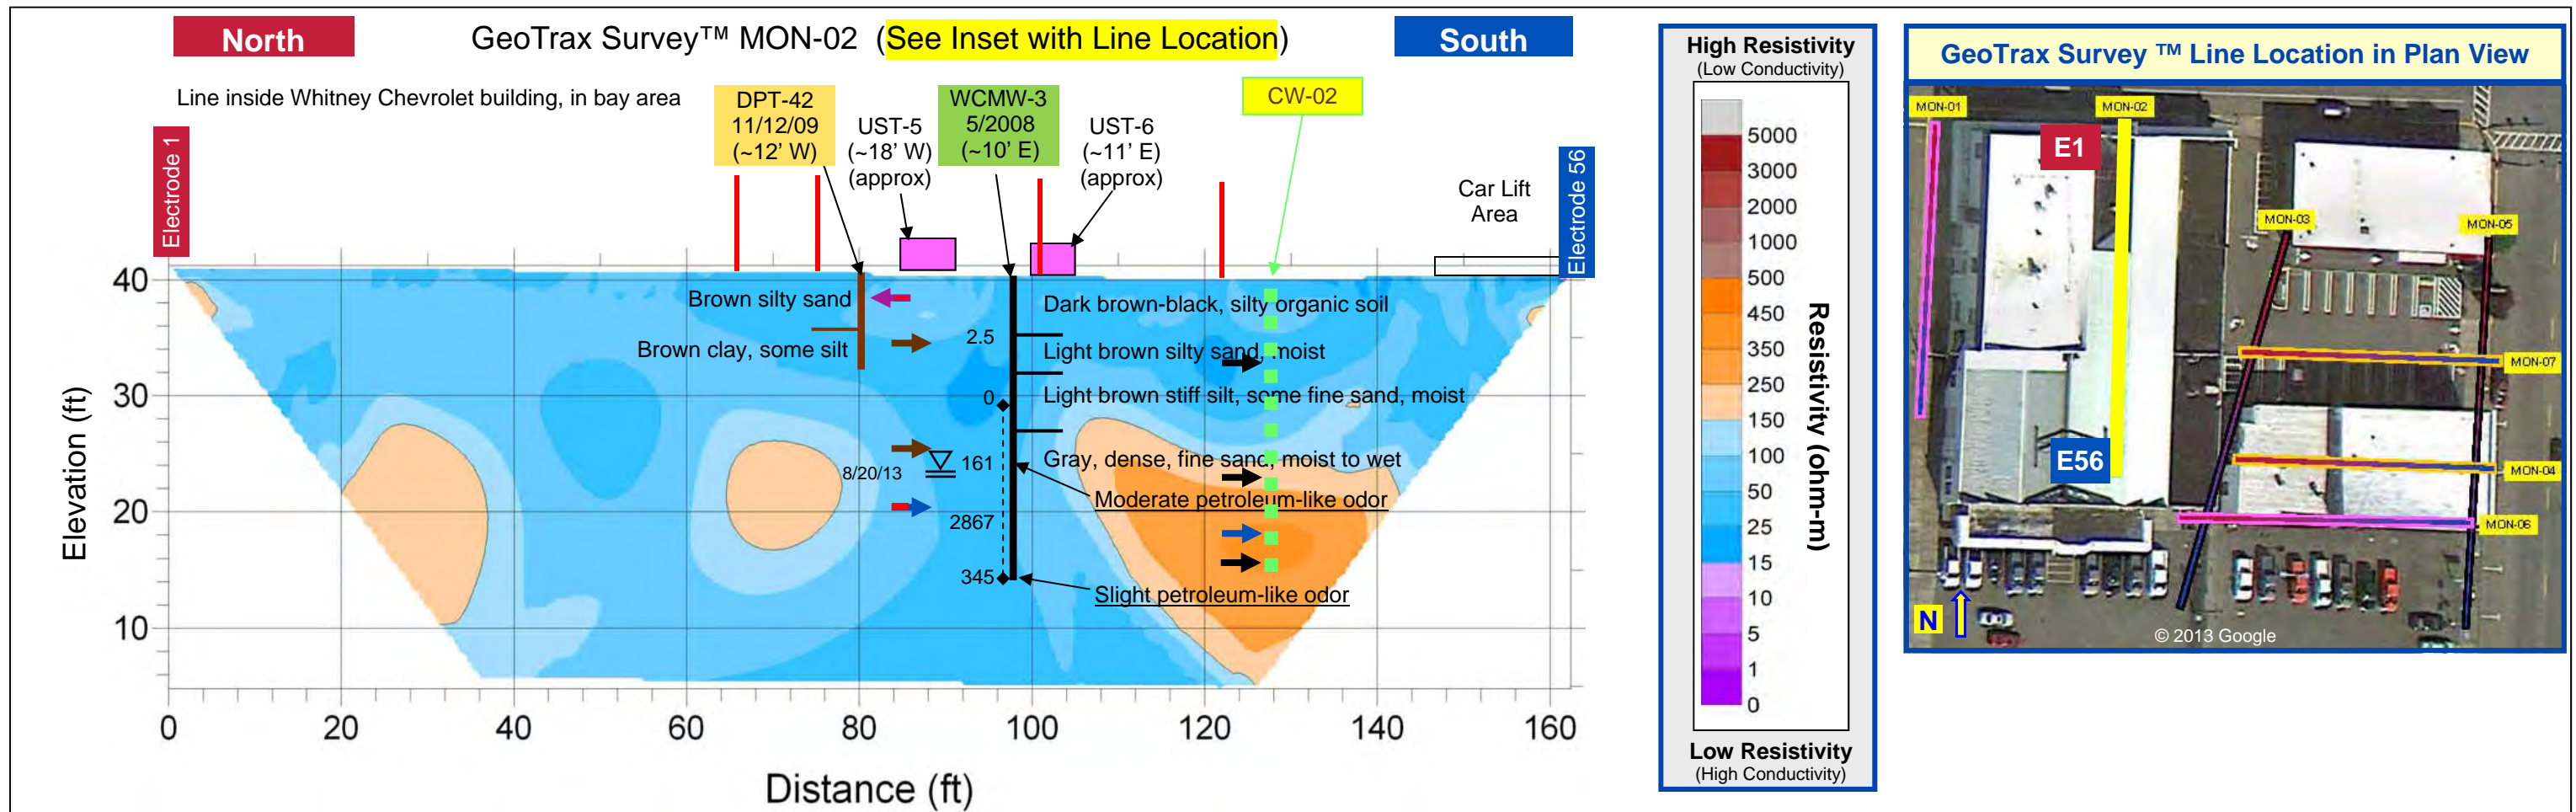 North
GeoTrax Survey™ MON-02 (See Inset with Line Location)
South
Line inside Whitney Chevrolet building, in bay area
Electrode 1
DPT-42
11/12/09
(~12' W)
UST-5
(~18' W)
(approx)
WCMW-3
5/2008
(~10' E)
UST-6
(~11' E)
(approx)
CW-02
Car Lift
Area
Electrode 56
Brown silty sand
Brown clay, some silt
2.5
0
161
8/20/13
2867
345
Dark brown-black, silty organic soil
Light brown silty sand, moist
Light brown stiff silt, some fine sand, moist
Gray, dense, fine sand, moist to wet
Moderate petroleum-like odor
Slight petroleum-like odor
Elevation (ft)
40
30
20
10
0
20
40
60
80
100
120
140
160
Distance (ft)
High Resistivity
(Low Conductivity)
5000
3000
2000
1000
500
450
350
250
150
100
50
25
15
10
5
1
0
Resistivity (ohm-m)
Low Resistivity
(High Conductivity)
GeoTrax Survey ™ Line Location in Plan View
MON-01
MON-02
E1
MON-03
MON-05
MON-07
E56
MON-04
MON-06
N
© 2013 Google